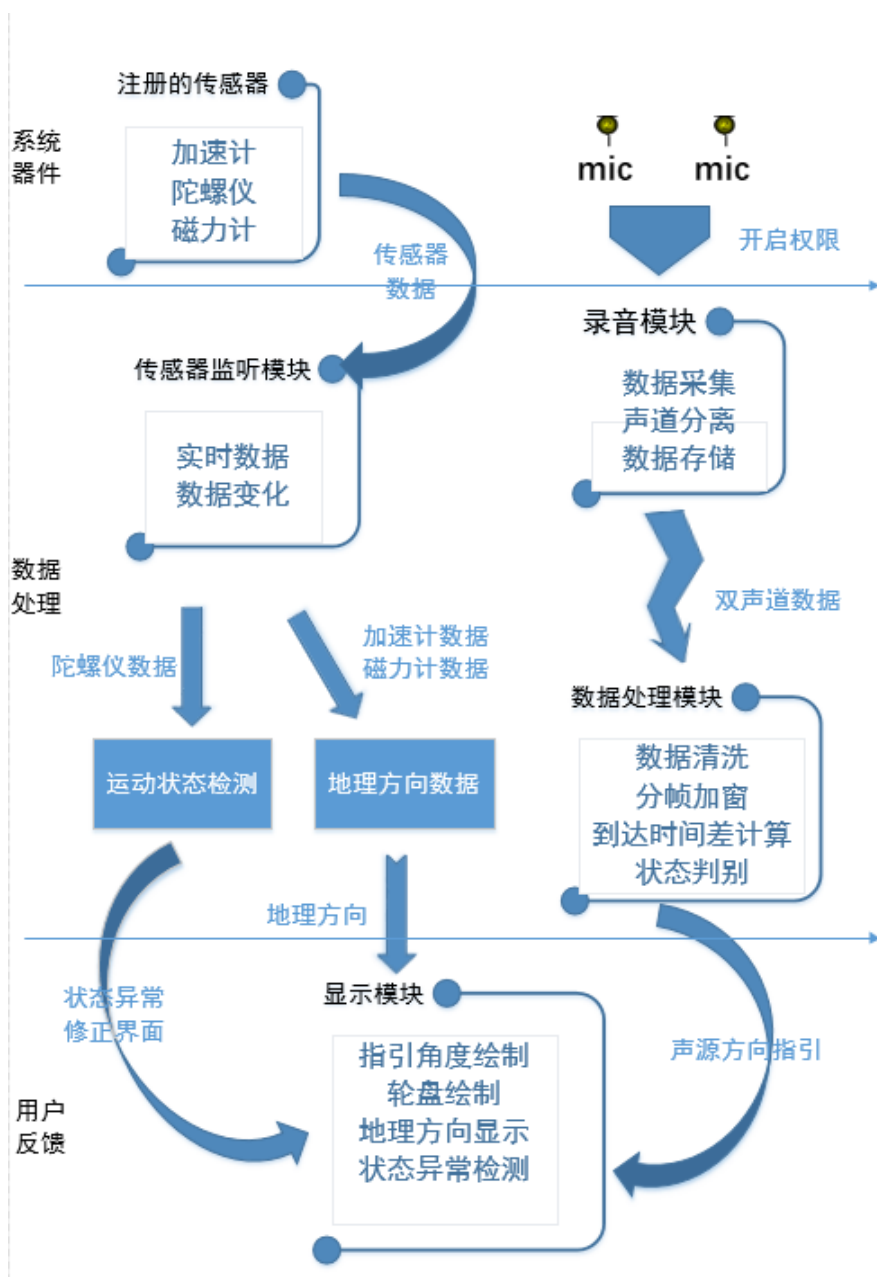 注册的传感器
系统
器件
加速计
陀螺仪
磁力计
mic
mic
开启权限
传感器
数据
录音模块
传感器监听模块
数据采集
声道分离
数据存储
实时数据
数据变化
数据
处理
双声道数据
陀螺仪数据
加速计数据
磁力计数据
数据处理模块
运动状态检测
地理方向数据
数据清洗
分帧加窗
到达时间差计算
状态判别
地理方向
状态异常
修正界面
显示模块
声源方向指引
用户
反馈
指引角度绘制
轮盘绘制
地理方向显示
状态异常检测